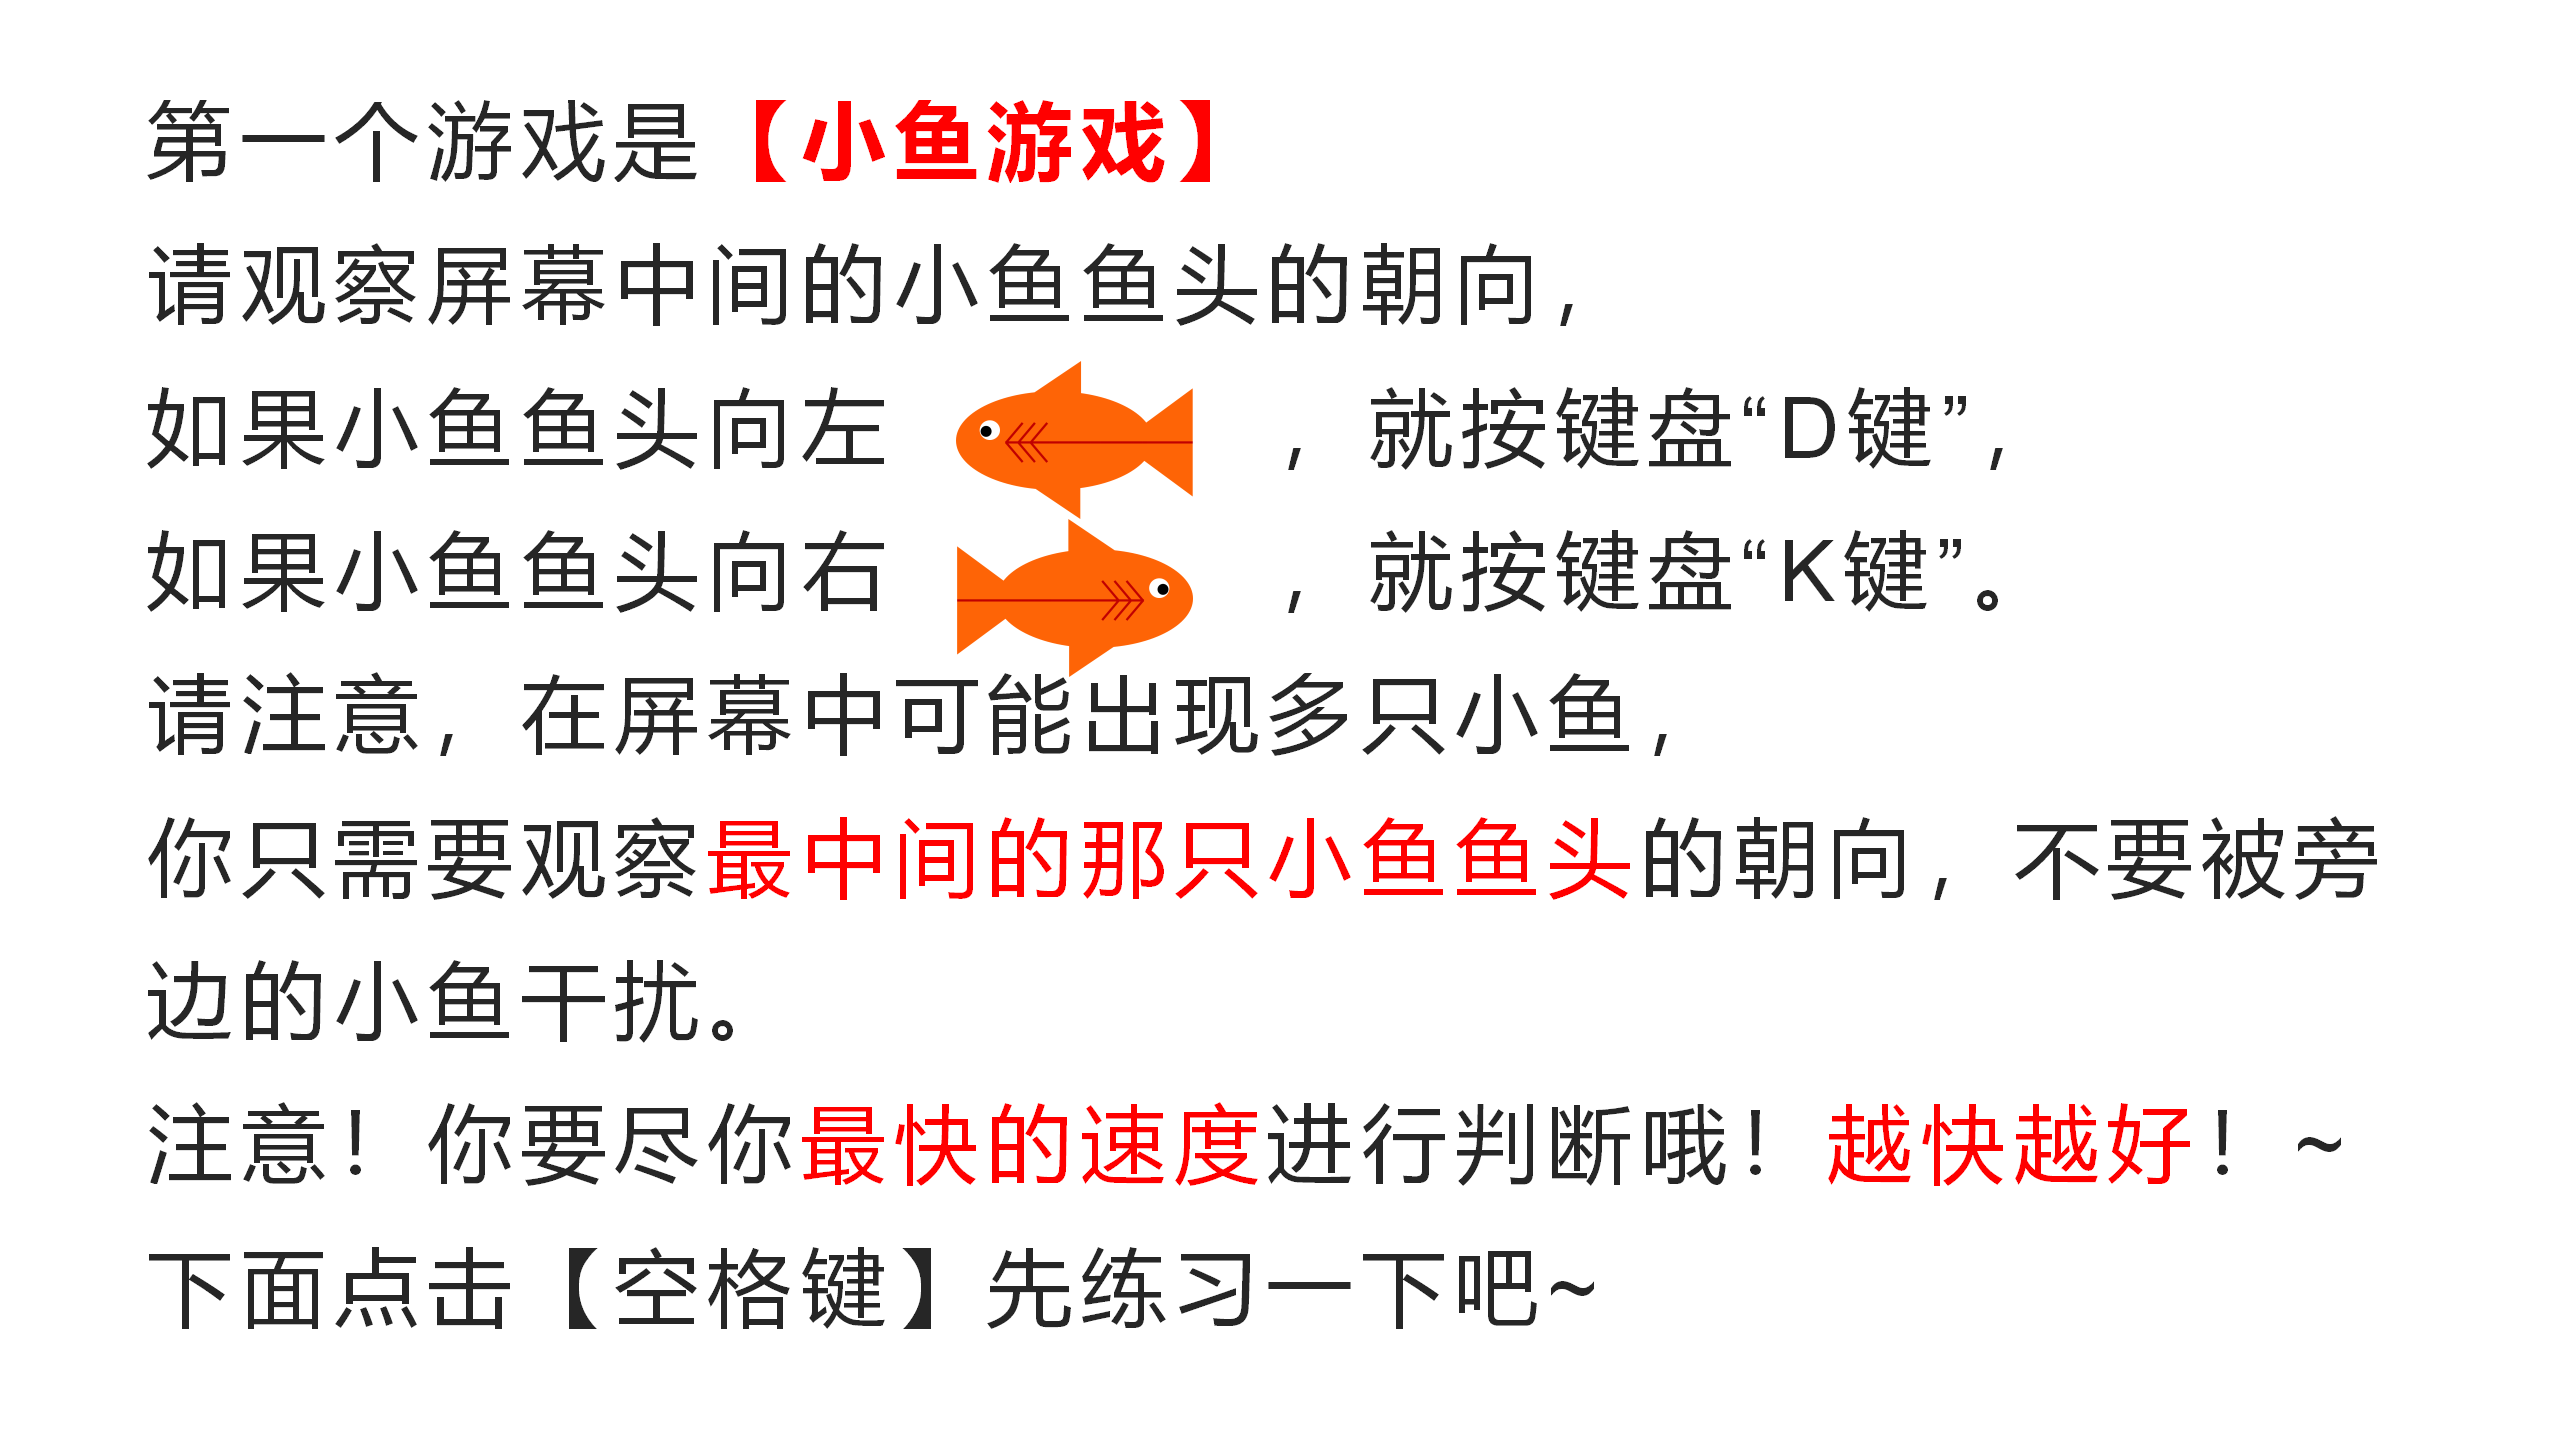 第一个游戏是【小鱼游戏】
请观察屏幕中间的小鱼鱼头的朝向，
如果小鱼鱼头向左，就按键盘“D键”，
如果小鱼鱼头向右，就按键盘“K键”。
请注意，在屏幕中可能出现多只小鱼，
你只需要观察最中间的那只小鱼鱼头的朝向，不要被旁
边的小鱼干扰。
注意！你要尽你最快的速度进行判断哦！越快越好！~
下面点击【空格键】先练习一下吧~